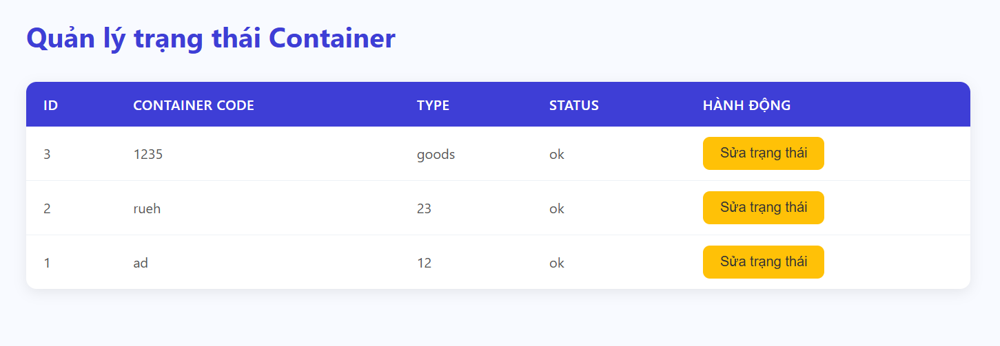 Quản lý trạng thái Container
ID CONTAINER CODE TYPE STATUS HÀNH ĐỘNG
3 1235 goods ok Sửa trạng thái
2 rueh 23 ok Sửa trạng thái
1 ad 12 ok Sửa trạng thái